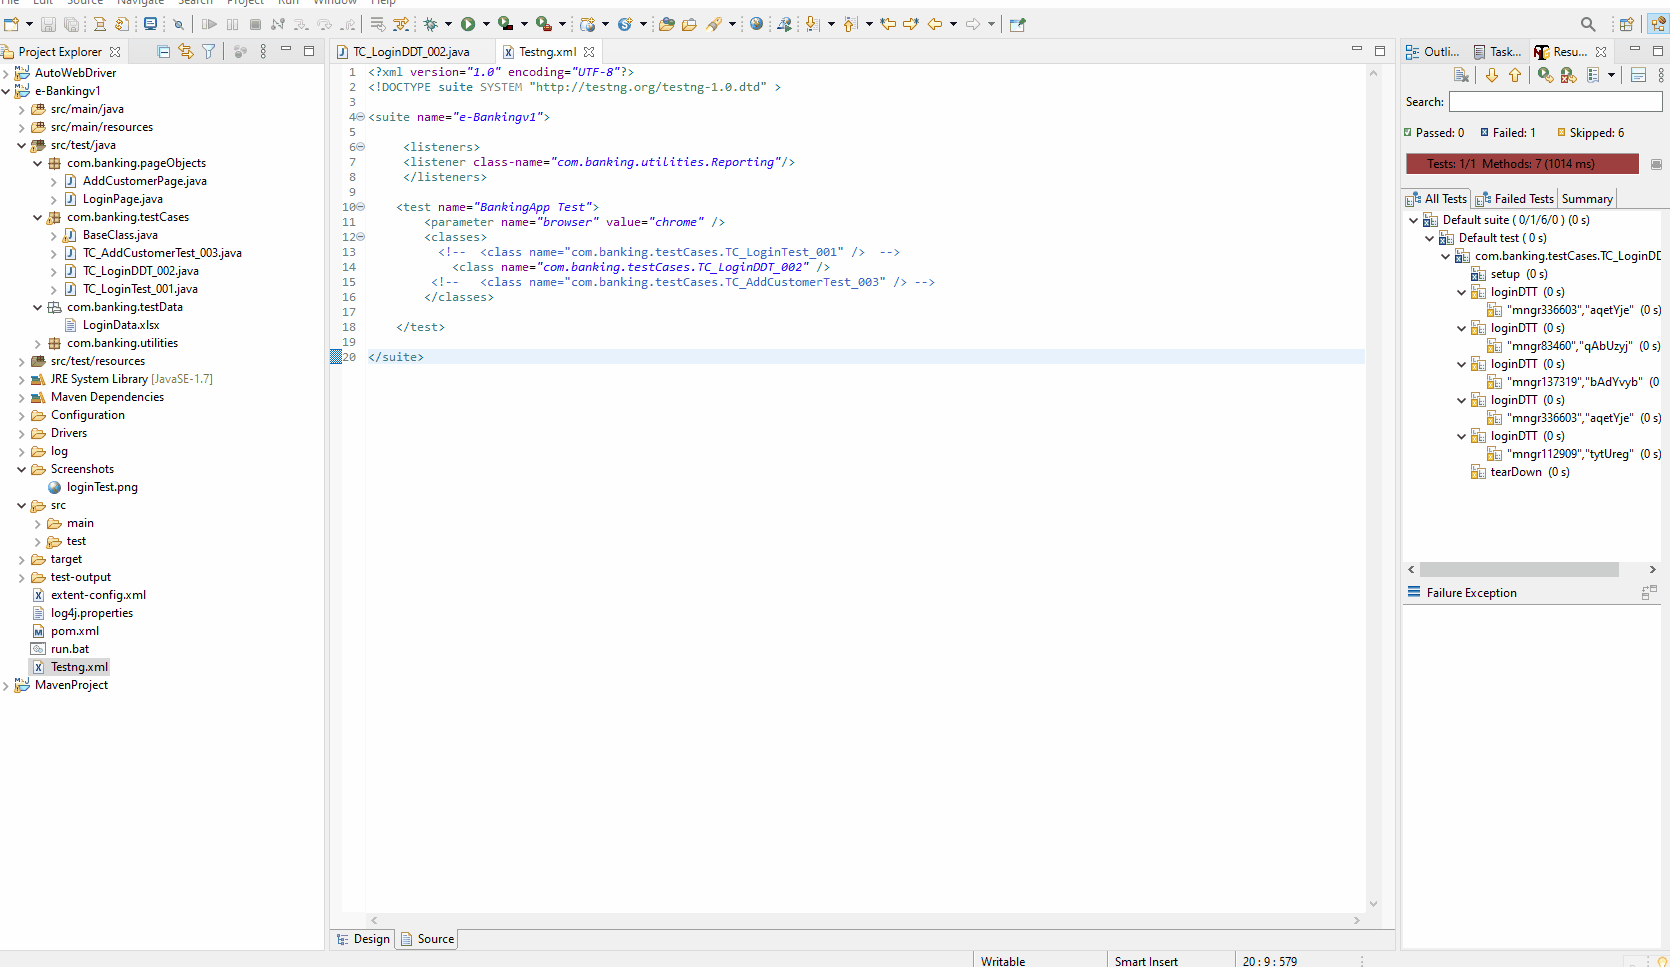 File Edit Source Navigate Search Project Run Window Help
Project Explorer
AutoWebDriver
e-Bankingv1
src/main/java
src/main/resources
src/test/java
com.banking.pageObjects
AddCustomerPage.java
LoginPage.java
com.banking.testCases
BaseClass.java
TC_AddCustomerTest_003.java
TC_LoginDDT_002.java
TC_LoginTest_001.java
com.banking.testData
LoginData.xlsx
com.banking.utilities
src/test/resources
JRE System Library [JavaSE-1.7]
Maven Dependencies
Configuration
Drivers
log
Screenshots
loginTest.png
src
main
test
target
test-output
extent-config.xml
log4j.properties
pom.xml
run.bat
Testng.xml
MavenProject
TC_LoginDDT_002.java Testng.xml
1 <?xml version="1.0" encoding="UTF-8"?>
2 <!DOCTYPE suite SYSTEM "http://testng.org/testng-1.0.dtd" >
3
4 <suite name="e-Bankingv1">
5
6 <listeners>
7 <listener class-name="com.banking.utilities.Reporting"/>
8 </listeners>
9
10 <test name="BankingApp Test">
11 <parameter name="browser" value="chrome" />
12 <classes>
13 <!-- <class name="com.banking.testCases.TC_LoginTest_001" /> -->
14 <class name="com.banking.testCases.TC_LoginDDT_002" />
15 <!-- <class name="com.banking.testCases.TC_AddCustomerTest_003" /> -->
16 </classes>
17
18 </test>
19
20 </suite>
Design Source
Outli... Task... Resu...
Search:
Passed: 0 Failed: 1 Skipped: 6
Tests: 1/1 Methods: 7 (1014 ms)
All Tests Failed Tests Summary
Default suite ( 0/1/6/0 ) (0 s)
Default test ( 0 s)
com.banking.testCases.TC_LoginDD
setup (0 s)
loginDTT (0 s)
"mngr336603","aqetYje" (0 s)
loginDTT (0 s)
"mngr83460","qAbUzyj" (0 s)
loginDTT (0 s)
"mngr137319","bAdYvyb" (0
loginDTT (0 s)
"mngr336603","aqetYje" (0 s)
loginDTT (0 s)
"mngr112909","tytUreg" (0 s)
tearDown (0 s)
Failure Exception
Writable Smart Insert 20 : 9 : 579